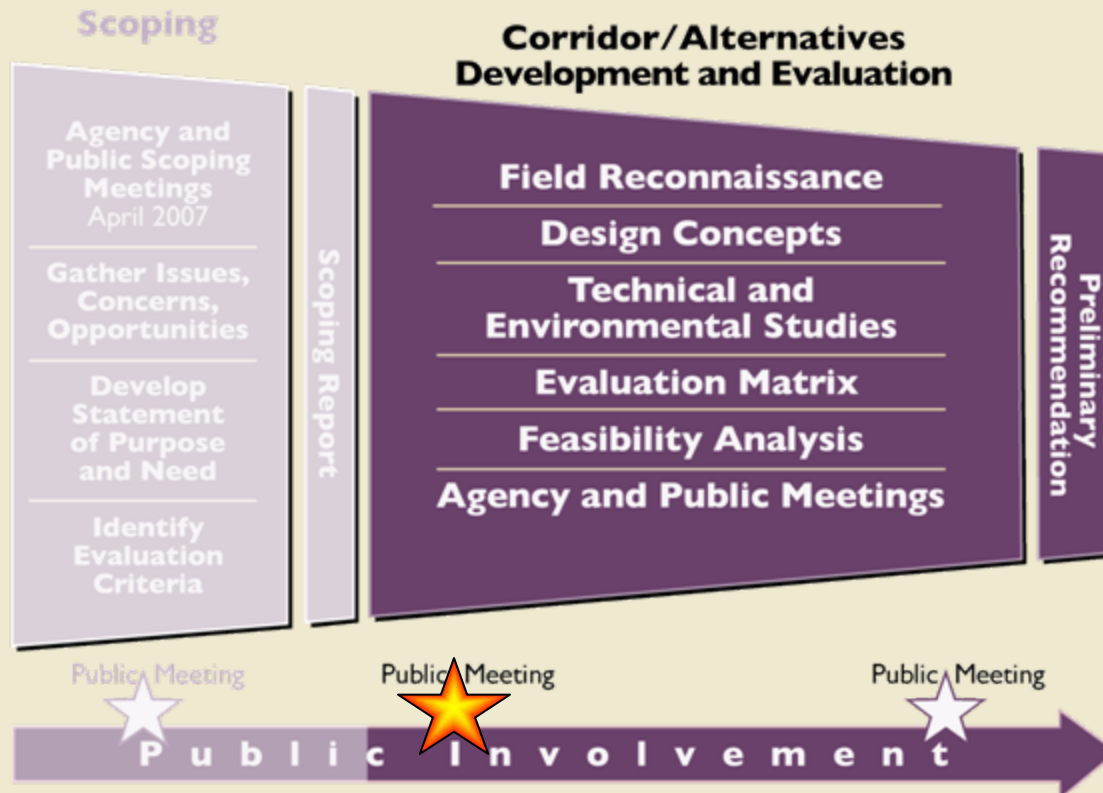 Scoping
Agency and
Public Scoping
Meetings
April 2007
Gather Issues,
Concerns,
Opportunities
Develop
Statement
of Purpose
and Need
Identify
Evaluation
Criteria
Scoping Report
Corridor/Alternatives
Development and Evaluation
Field Reconnaissance
Design Concepts
Technical and
Environmental Studies
Evaluation Matrix
Feasibility Analysis
Agency and Public Meetings
Preliminary
Recommendation
Public Meeting
Public Meeting
Public Meeting
Public Involvement